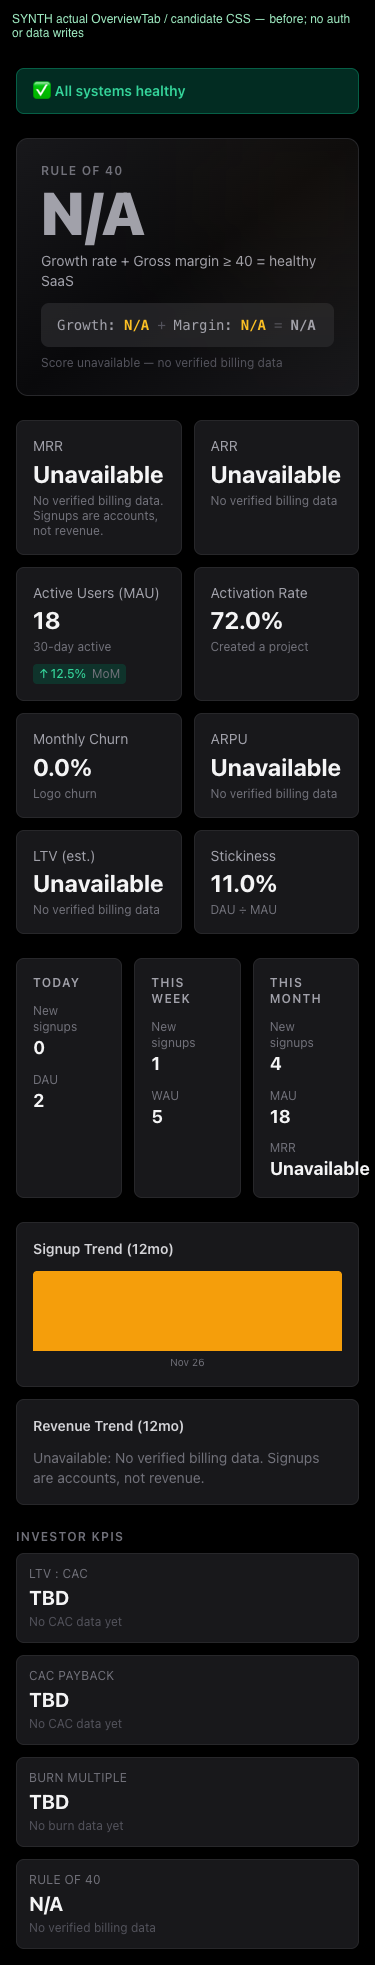 SYNTH actual OverviewTab / candidate CSS — before; no auth
or data writes
✅ All systems healthy
RULE OF 40
N/A
Growth rate + Gross margin ≥ 40 = healthy
SaaS
Growth: N/A + Margin: N/A = N/A
Score unavailable — no verified billing data
MRR
Unavailable
No verified billing data.
Signups are accounts,
not revenue.
ARR
Unavailable
No verified billing data
Active Users (MAU)
18
30-day active
↑ 12.5% MoM
Activation Rate
72.0%
Created a project
Monthly Churn
0.0%
Logo churn
ARPU
Unavailable
No verified billing data
LTV (est.)
Unavailable
No verified billing data
Stickiness
11.0%
DAU ÷ MAU
TODAY
New
signups
0
DAU
2
THIS
WEEK
New
signups
1
WAU
5
THIS
MONTH
New
signups
4
MAU
18
MRR
Unavailable
Signup Trend (12mo)
Nov 26
Revenue Trend (12mo)
Unavailable: No verified billing data. Signups
are accounts, not revenue.
INVESTOR KPIS
LTV : CAC
TBD
No CAC data yet
CAC PAYBACK
TBD
No CAC data yet
BURN MULTIPLE
TBD
No burn data yet
RULE OF 40
N/A
No verified billing data